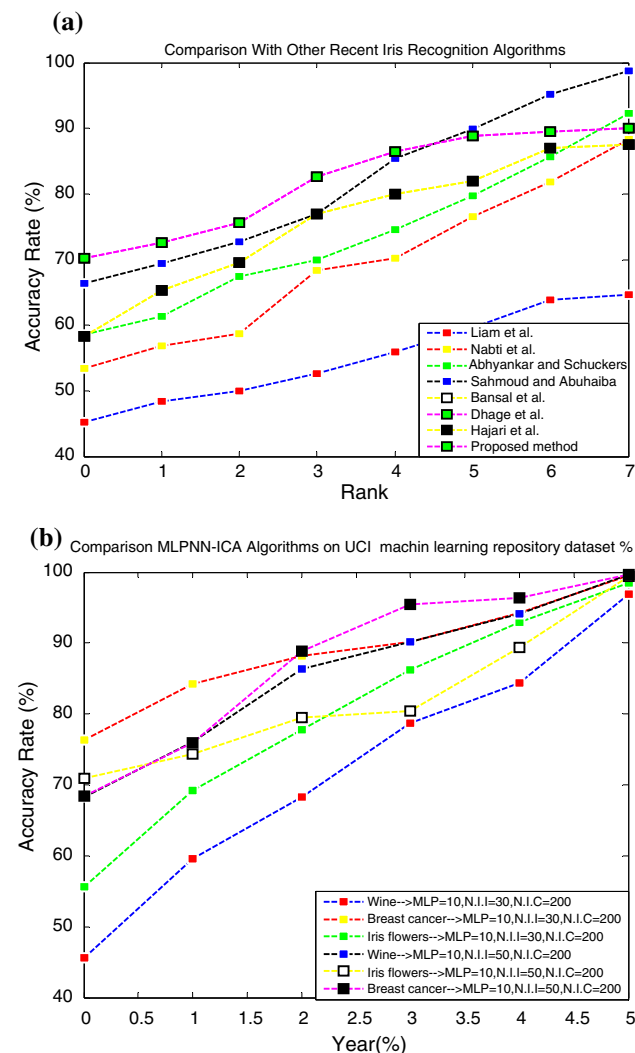 (a)
Comparison With Other Recent Iris Recognition Algorithms
100
90
80
70
60
50
40
Accuracy Rate (%)
0 1 2 3 4 5 6 7
Rank
Liam et al.
Nabti et al.
Abhyankar and Schuckers
Sahmoud and Abuhaiba
Bansal et al.
Dhage et al.
Hajari et al.
Proposed method
(b)
Comparison MLPNN-ICA Algorithms on UCI machin learning repository dataset %
100
90
80
70
60
50
40
Accuracy Rate (%)
0 0.5 1 1.5 2 2.5 3 3.5 4 4.5 5
Year(%)
Wine-->MLP=10,N.I.I=30,N.I.C=200
Breast cancer-->MLP=10,N.I.I=30,N.I.C=200
Iris flowers-->MLP=10,N.I.I=30,N.I.C=200
Wine-->MLP=10,N.I.I=50,N.I.C=200
Iris flowers-->MLP=10,N.I.I=50,N.I.C=200
Breast cancer-->MLP=10,N.I.I=50,N.I.C=200